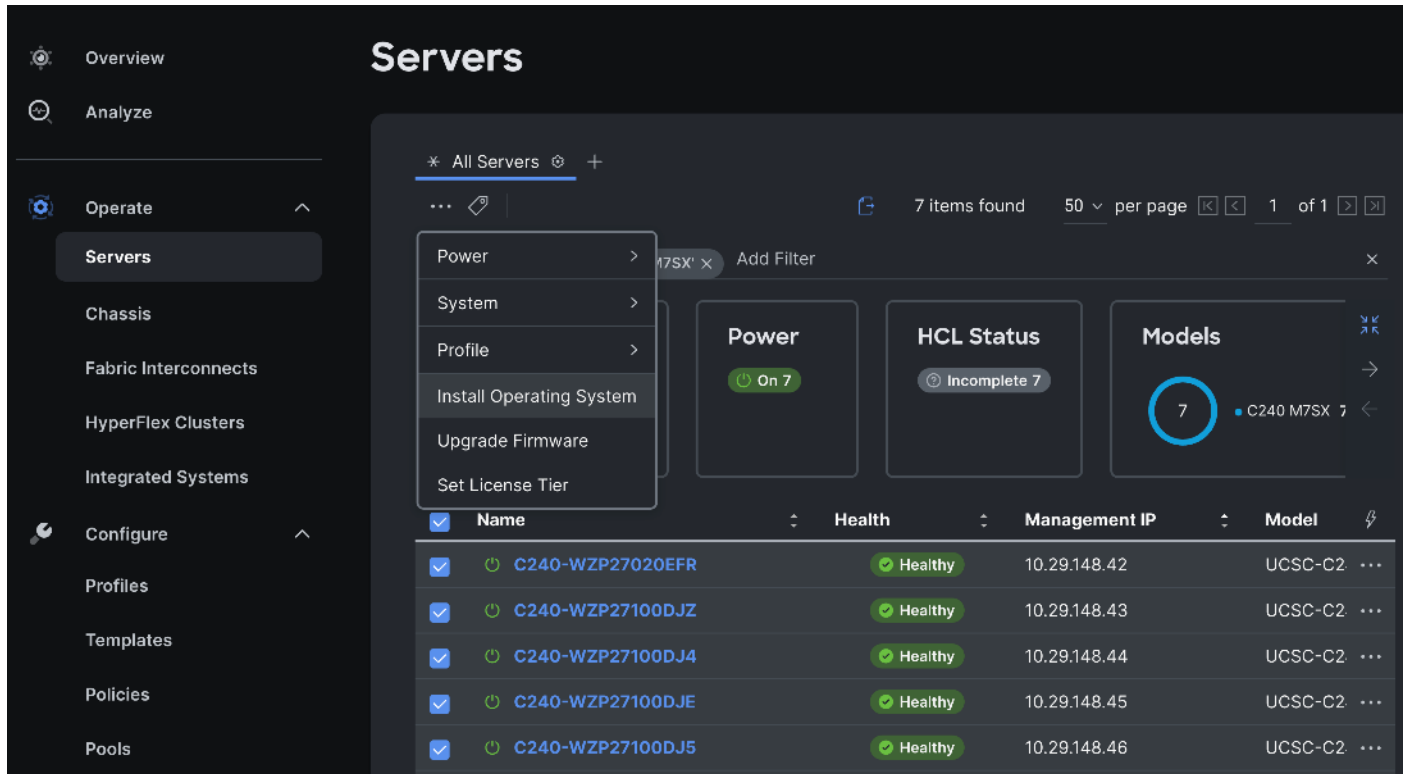 Overview
Analyze
Operate
Servers
Chassis
Fabric Interconnects
HyperFlex Clusters
Integrated Systems
Configure
Profiles
Templates
Policies
Pools
Servers
All Servers
7 items found 50 per page 1 of 1
M7SX' Add Filter
Power
System
Profile
Install Operating System
Upgrade Firmware
Set License Tier
Power
On 7
HCL Status
Incomplete 7
Models
7
C240 M7SX 7
Name Health Management IP Model
C240-WZP27020EFR Healthy 10.29.148.42 UCSC-C2
C240-WZP27100DJZ Healthy 10.29.148.43 UCSC-C2
C240-WZP27100DJ4 Healthy 10.29.148.44 UCSC-C2
C240-WZP27100DJE Healthy 10.29.148.45 UCSC-C2
C240-WZP27100DJ5 Healthy 10.29.148.46 UCSC-C2